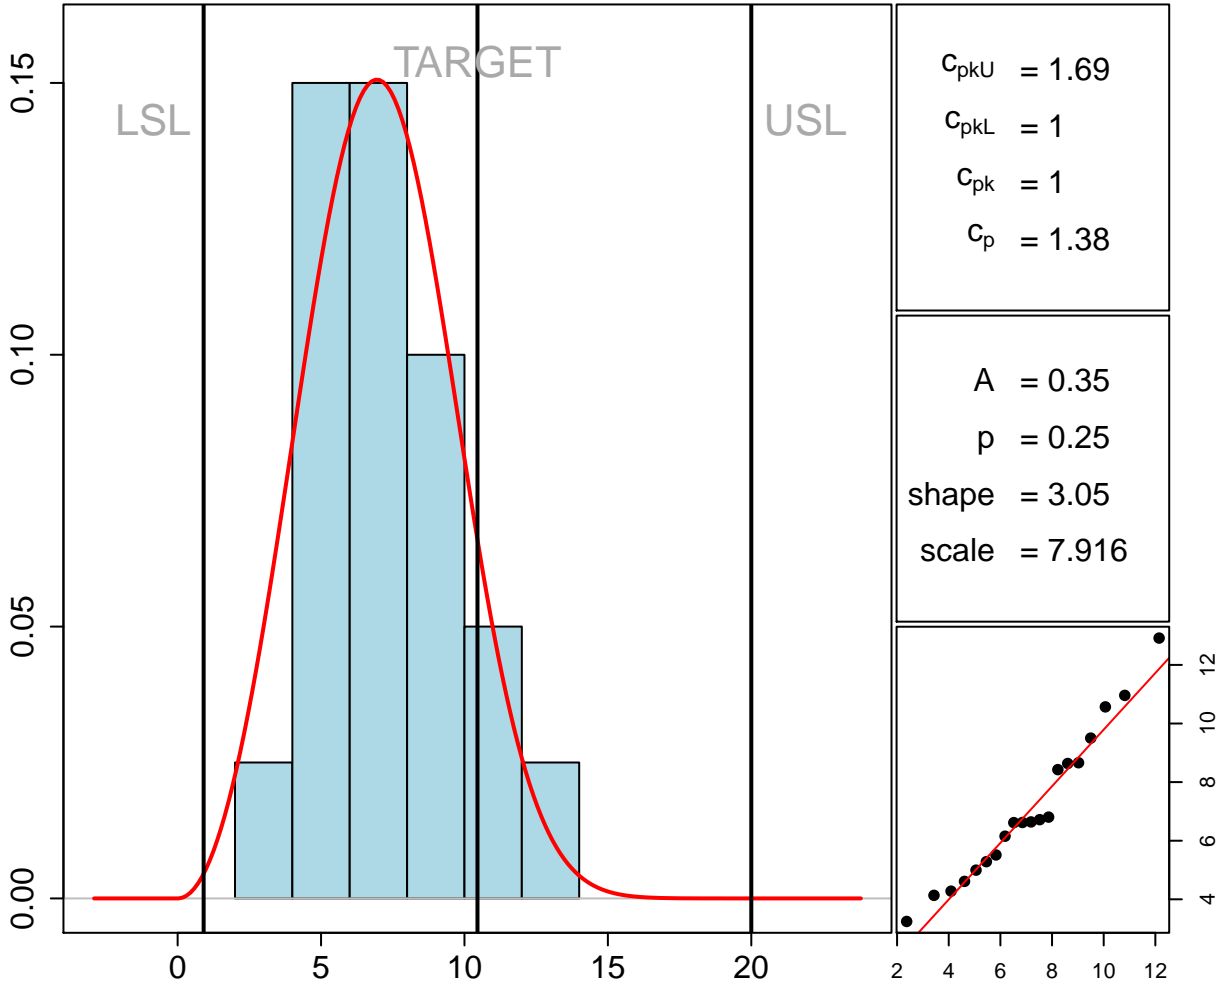 TARGET
LSL
USL
0.15
0.10
0.05
0.00
0 5 10 15 20
cpkU = 1.69
cpkL = 1
cpk = 1
cp = 1.38
A = 0.35
p = 0.25
shape = 3.05
scale = 7.916
12
10
8
6
4
2 4 6 8 10 12